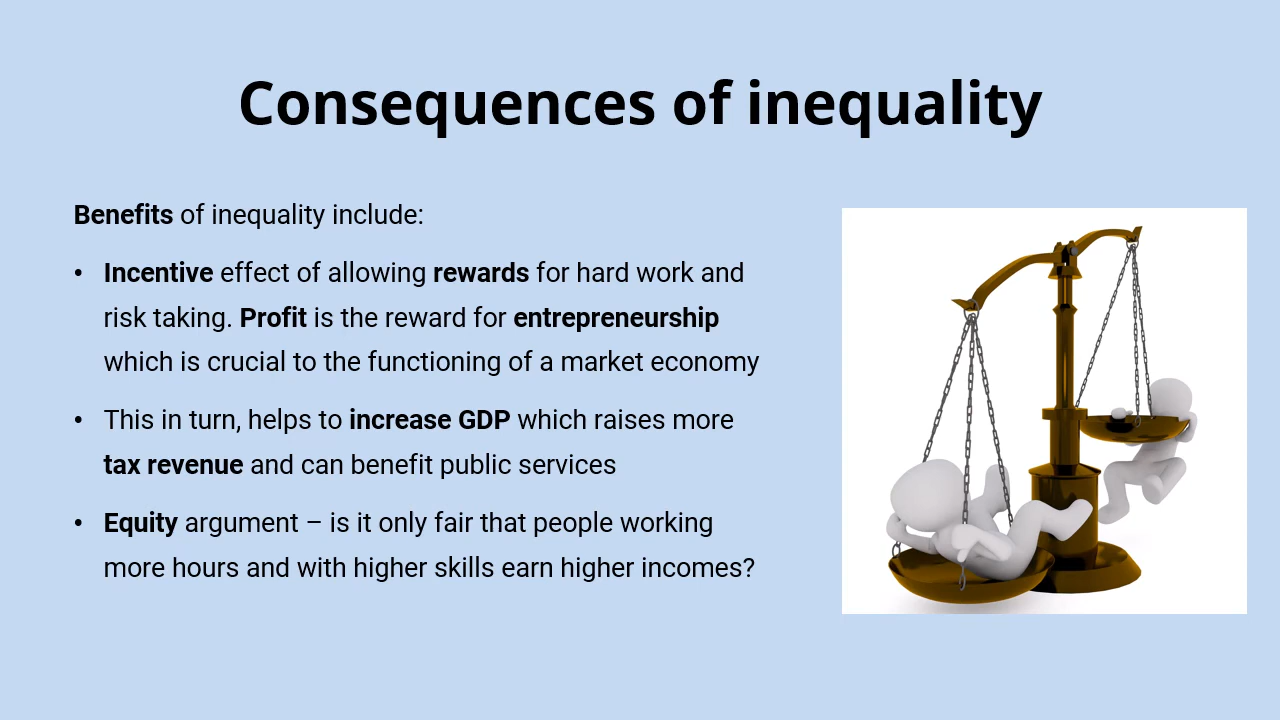 Consequences of inequality
Benefits of inequality include:
• Incentive effect of allowing rewards for hard work and
risk taking. Profit is the reward for entrepreneurship
which is crucial to the functioning of a market economy
• This in turn, helps to increase GDP which raises more
tax revenue and can benefit public services
• Equity argument – is it only fair that people working
more hours and with higher skills earn higher incomes?